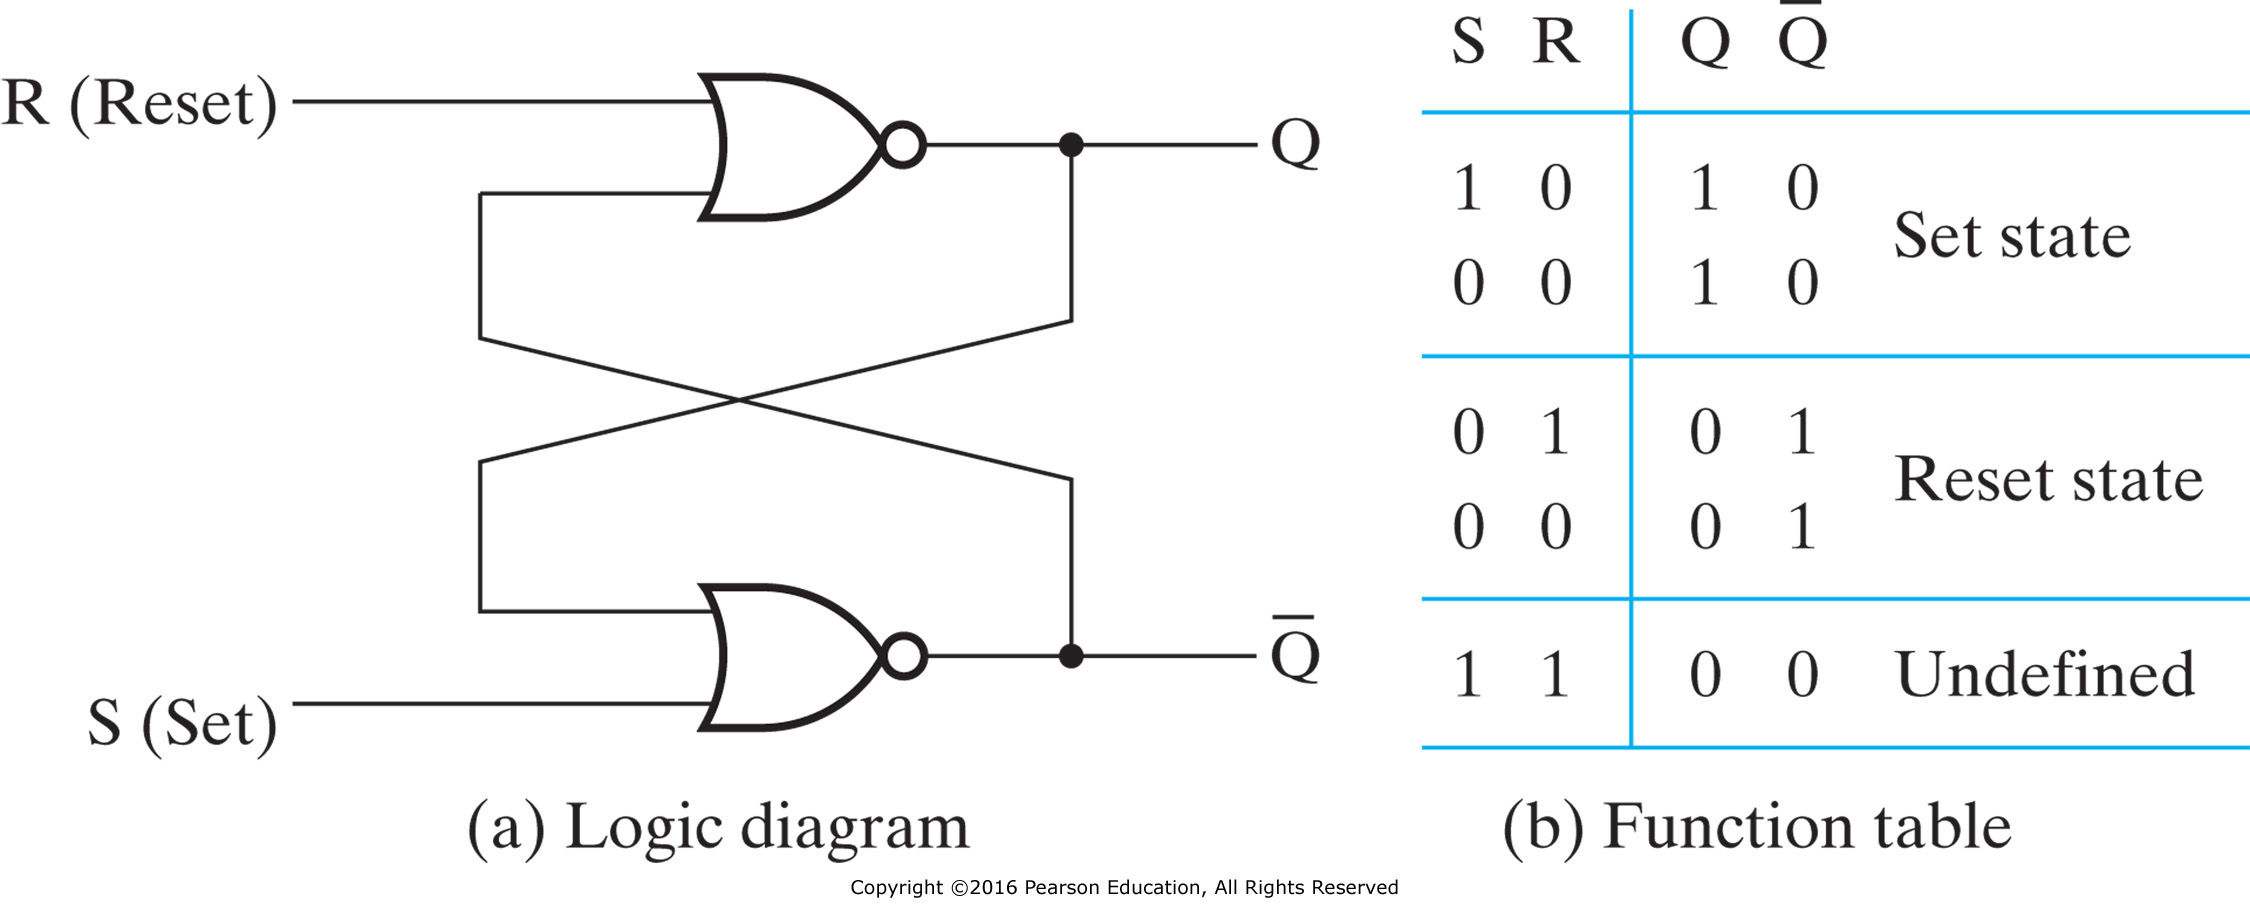 R (Reset)
Q
Q̅
S (Set)
(a) Logic diagram
S R Q Q̅
1 0 1 0
Set state
0 0 1 0
0 1 0 1
Reset state
0 0 0 1
1 1 0 0 Undefined
(b) Function table
Copyright ©2016 Pearson Education, All Rights Reserved